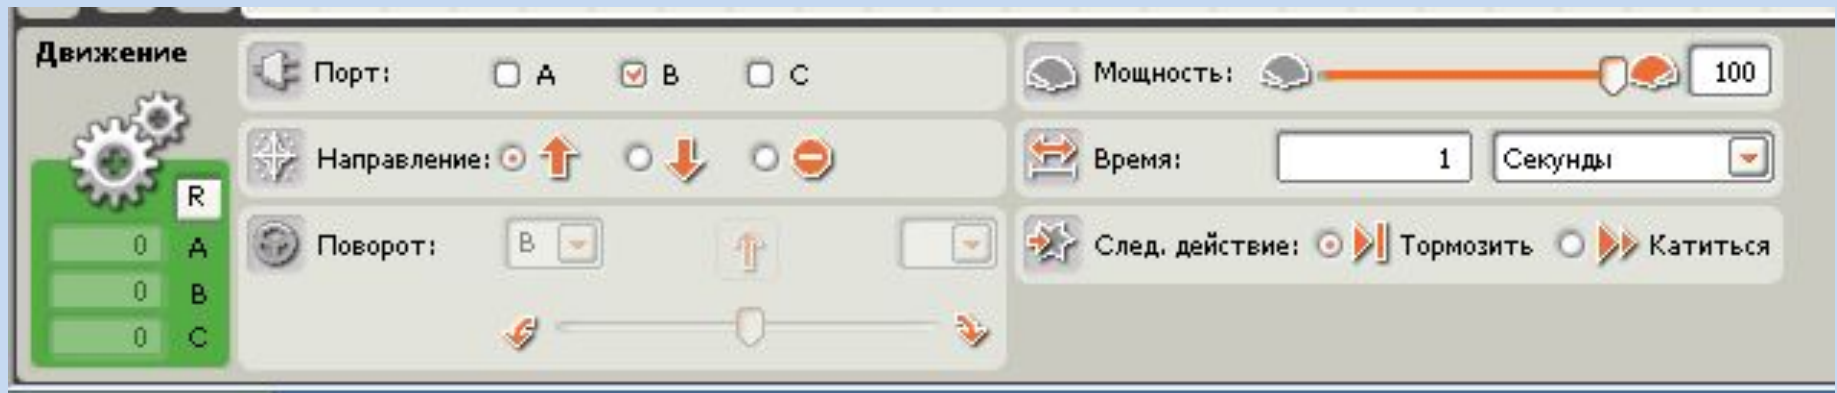 Движение
R
0 A
0 B
0 C
Порт: A B C
Направление:
Поворот: B
Мощность: 100
Время: 1 Секунды
След. действие: Тормозить Катиться